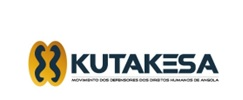 KUTAKESA
MOVIMENTO DOS DEFENSORES DOS DIREITOS HUMANOS DE ANGOLA